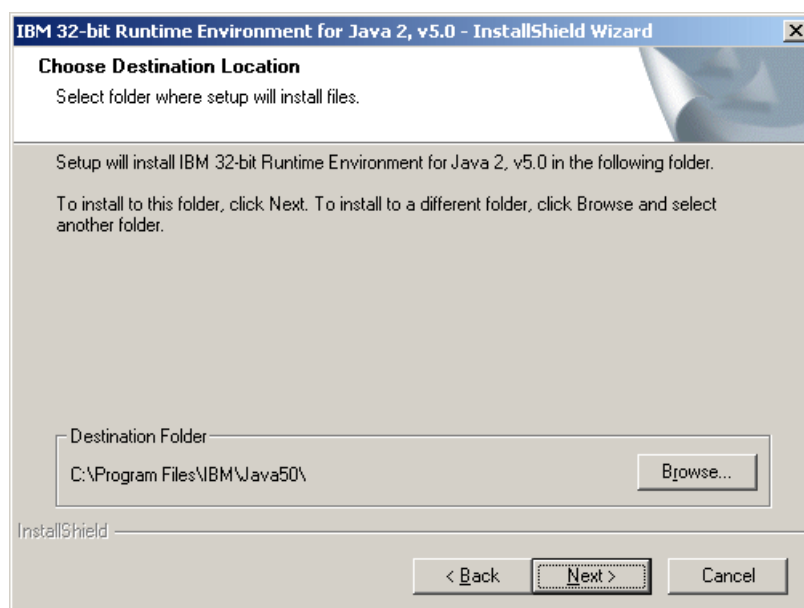 IBM 32-bit Runtime Environment for Java 2, v5.0 - InstallShield Wizard
Choose Destination Location
Select folder where setup will install files.
Setup will install IBM 32-bit Runtime Environment for Java 2, v5.0 in the following folder.
To install to this folder, click Next. To install to a different folder, click Browse and select
another folder.
Destination Folder
C:\Program Files\IBM\Java50\
Browse...
InstallShield
< Back
Next >
Cancel